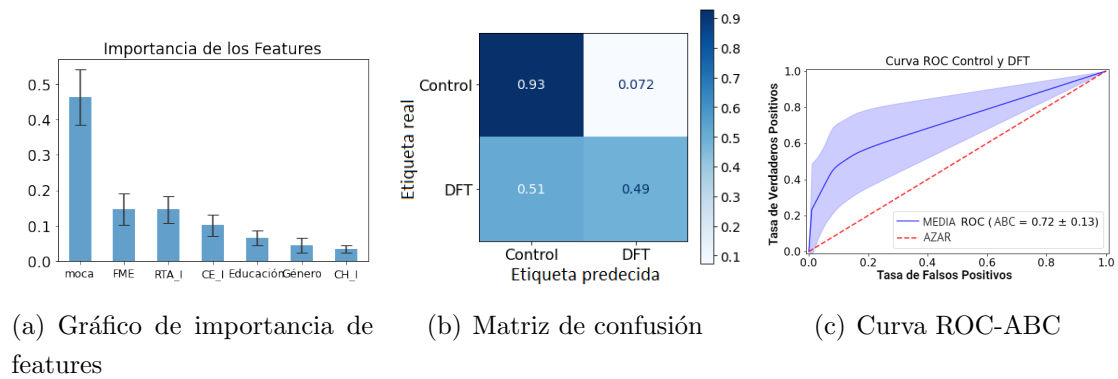 Importancia de los Features
0.5
0.4
0.3
0.2
0.1
0.0
moca FME RTA_I CE_I Educación Género CH_I
Control
DFT
Etiqueta real
0.93 0.072
0.51 0.49
Control DFT
Etiqueta predecida
0.9
0.8
0.7
0.6
0.5
0.4
0.3
0.2
0.1
Curva ROC Control y DFT
Tasa de Verdaderos Positivos
1.0
0.8
0.6
0.4
0.2
0.0
MEDIA ROC (ABC = 0.72 ± 0.13)
AZAR
0.0 0.2 0.4 0.6 0.8 1.0
Tasa de Falsos Positivos
(a) Gráfico de importancia de
features
(b) Matriz de confusión
(c) Curva ROC-ABC